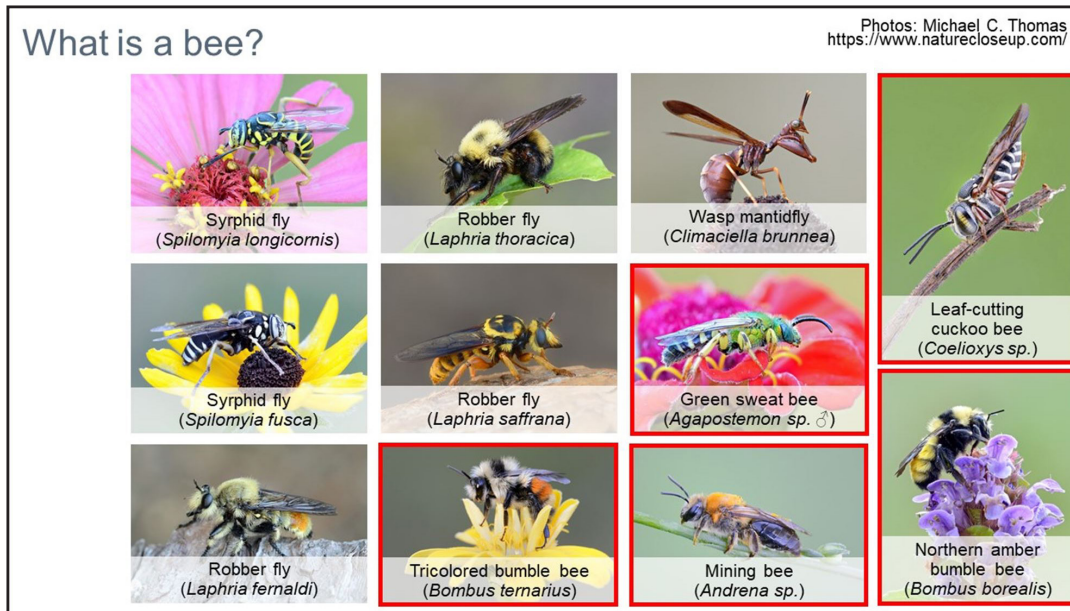 What is a bee?
Photos: Michael C. Thomas
https://www.naturecloseup.com/
Syrphid fly
(Spilomyia longicornis)
Robber fly
(Laphria thoracica)
Wasp mantidfly
(Climaciella brunnea)
Leaf-cutting
cuckoo bee
(Coelioxys sp.)
Syrphid fly
(Spilomyia fusca)
Robber fly
(Laphria saffrana)
Green sweat bee
(Agapostemon sp. ♂)
Robber fly
(Laphria fernaldi)
Tricolored bumble bee
(Bombus ternarius)
Mining bee
(Andrena sp.)
Northern amber
bumble bee
(Bombus borealis)